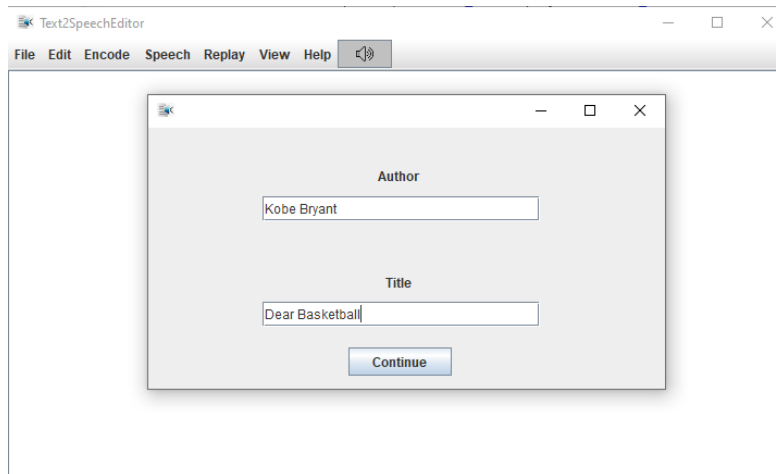 Text2SpeechEditor
File Edit Encode Speech Replay View Help
Author
Kobe Bryant
Title
Dear Basketball
Continue